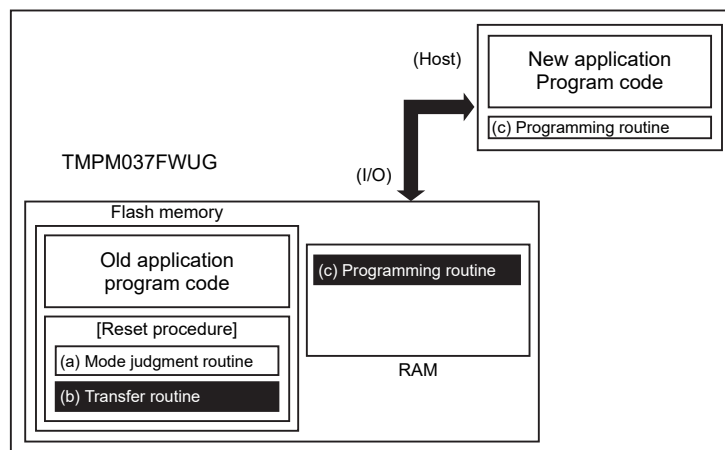 (Host)
New application
Program code
(c) Programming routine
TMPM037FWUG
(I/O)
Flash memory
Old application
program code
[Reset procedure]
(a) Mode judgment routine
(b) Transfer routine
(c) Programming routine
RAM